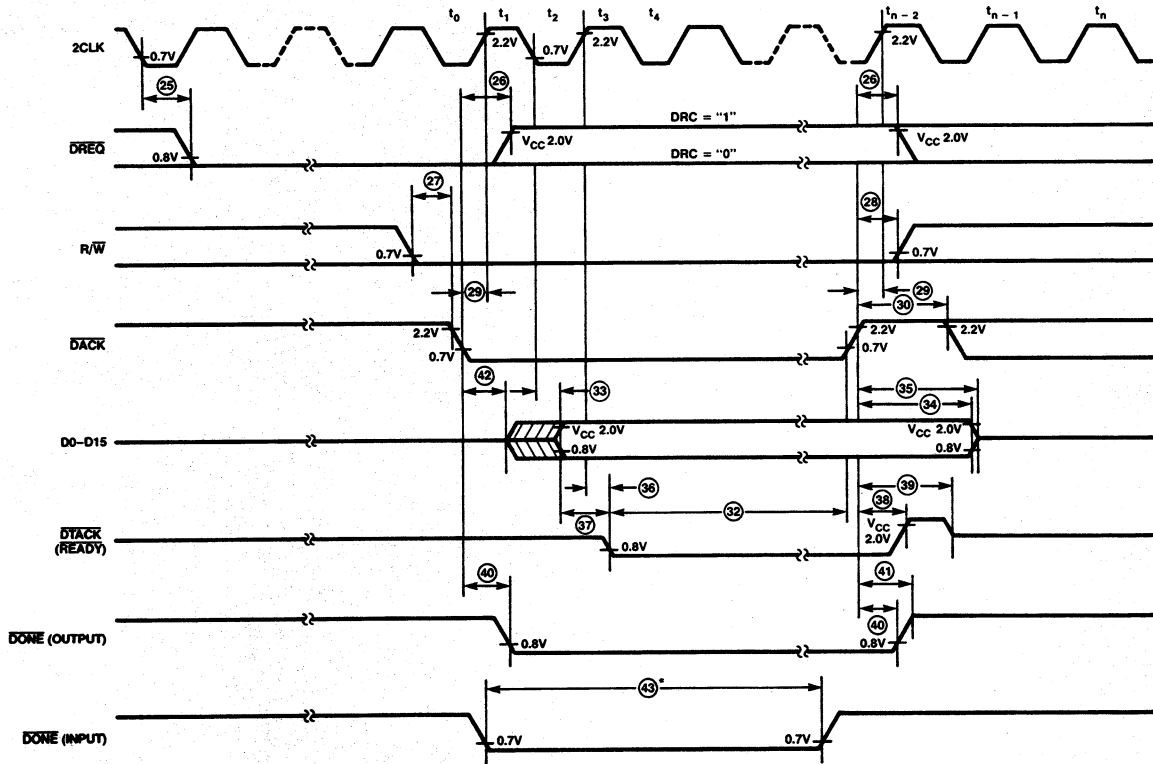 t0 t1 t2 t3 t4 tn − 2 tn − 1 tn
2CLK 0.7V 2.2V 0.7V 2.2V 2.2V
25 26 26
DREQ 0.8V VCC 2.0V DRC = “1” VCC 2.0V
DRC = “0”
27 28
R/W 0.7V 0.7V
29 29
30
DACK 2.2V 2.2V 2.2V
0.7V 0.7V
42 33 35
34
D0–D15 VCC 2.0V VCC 2.0V
0.8V 0.8V
36 39
37 32 38
DTACK VCC
(READY) 0.8V 2.0V
40 41
40
DONE (OUTPUT) 0.8V 0.8V
43*
DONE (INPUT) 0.7V 0.7V